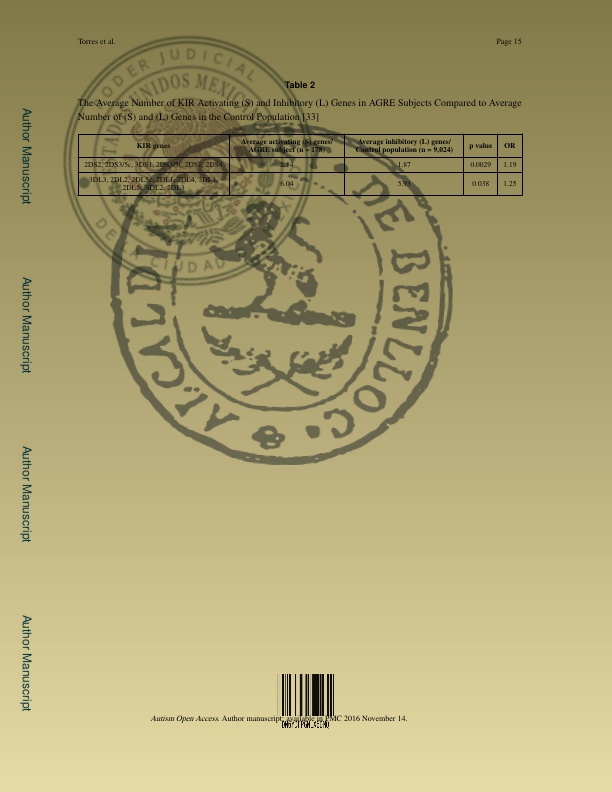 Torres et al.
Page 15
Table 2
The Average Number of KIR Activating (S) and Inhibitory (L) Genes in AGRE Subjects Compared to Average
Number of (S) and (L) Genes in the Control Population [33]
KIR genes
Average activating (S) genes/
AGRE subject (n = 178)
Average inhibitory (L) genes/
Control population (n = 9,024)
p value
OR
2DS2, 2DS3/5c, 3DS1, 2DS3/5t, 2DS1, 2DS4
2.14
1.87
0.0029
1.19
3DL3, 2DL2, 2DL5c, 2DL1, 2DL4, 3DL1,
2DL5t, 3DL2, 2DL3
6.04
5.93
0.038
1.25
PODER JUDICIAL
ESTADOS UNIDOS MEXICANOS
DE LA CIUDAD
ALCALDIA DE BENLLOC
Author Manuscript
Author Manuscript
Author Manuscript
Author Manuscript
Autism Open Access. Author manuscript; available in PMC 2016 November 14.